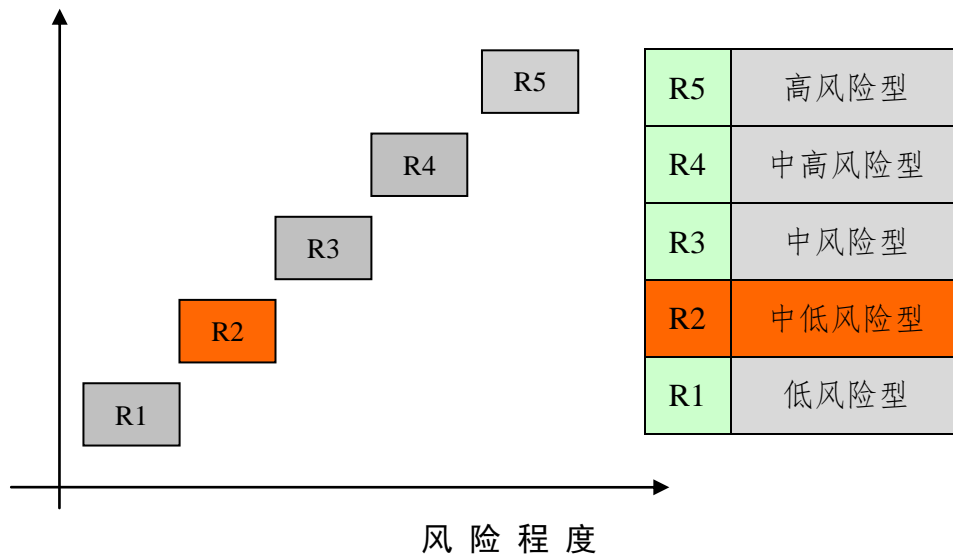 R5
R4
R3
R2
R1
R5 高风险型
R4 中高风险型
R3 中风险型
R2 中低风险型
R1 低风险型
风险程度